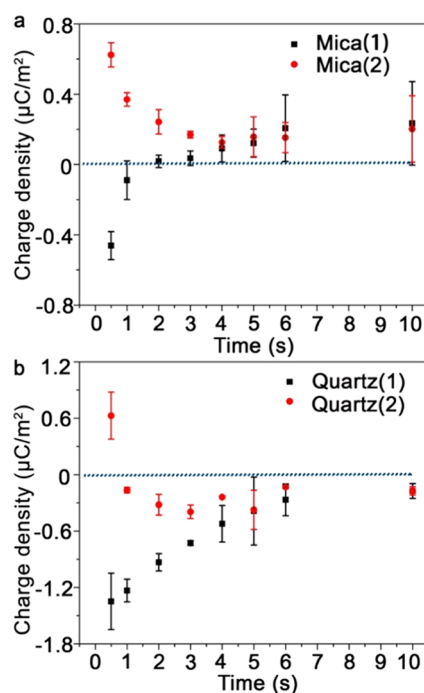 a
0.8
0.4
0
-0.4
-0.8
Charge density (μC/m²)
Mica(1)
Mica(2)
0 1 2 3 4 5 6 7 8 9 10
Time (s)
b
1.2
0.6
0
-0.6
-1.2
-1.8
Charge density (μC/m²)
Quartz(1)
Quartz(2)
0 1 2 3 4 5 6 7 8 9 10
Time (s)